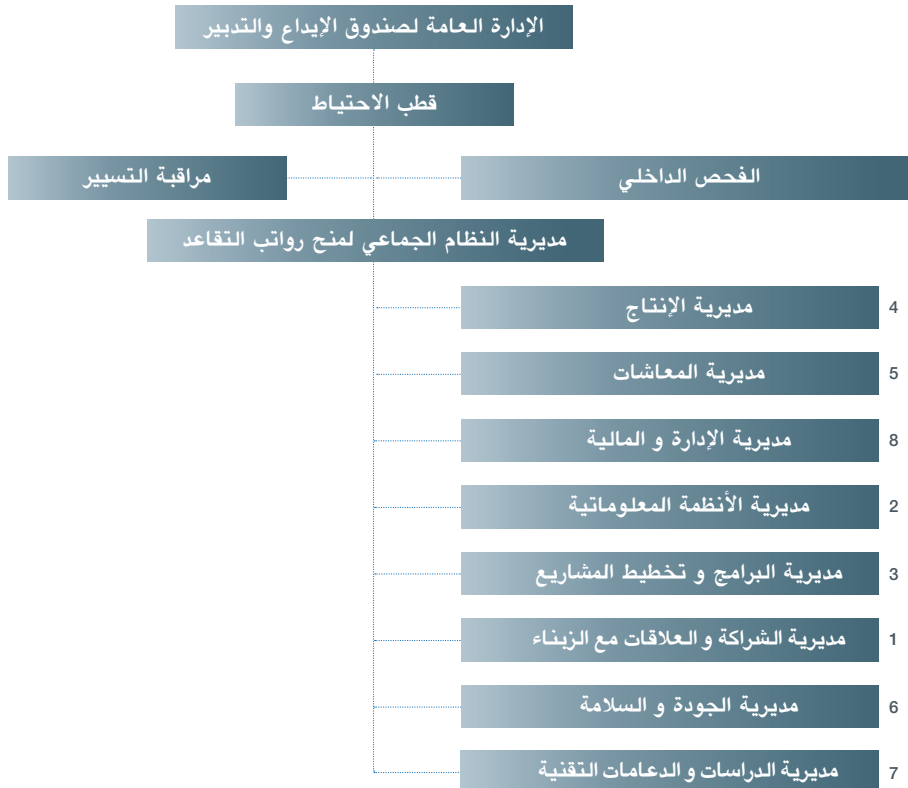 الإدارة العامة لصندوق الإيداع والتدبير
قطب الاحتياط
الفحص الداخلي
مراقبة التسيير
مديرية النظام الجماعي لمنح رواتب التقاعد
مديرية الإنتاج 4
مديرية المعاشات 5
مديرية الإدارة و المالية 8
مديرية الأنظمة المعلوماتية 2
مديرية البرامج و تخطيط المشاريع 3
مديرية الشراكة و العلاقات مع الزبناء 1
مديرية الجودة و السلامة 6
مديرية الدراسات و الدعامات التقنية 7